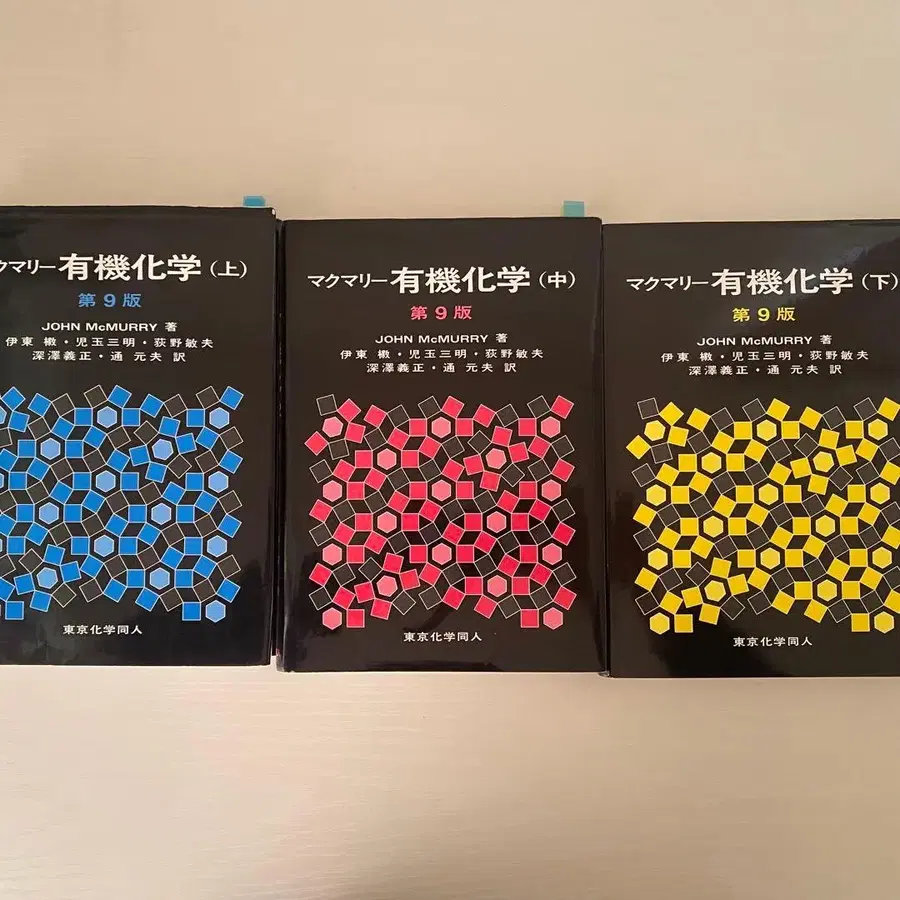 クマリー有機化学（上）
第9版
JOHN McMURRY 著
伊東 櫢・児玉三明・荻野敏夫
深澤義正・通 元夫 訳
東京化学同人
マクマリー有機化学（中）
第9版
JOHN McMURRY 著
伊東 櫢・児玉三明・荻野敏夫
深澤義正・通 元夫 訳
東京化学同人
マクマリー有機化学（下）
第9版
JOHN McMURRY 著
伊東 櫢・児玉三明・荻野敏夫
深澤義正・通 元夫 訳
東京化学同人